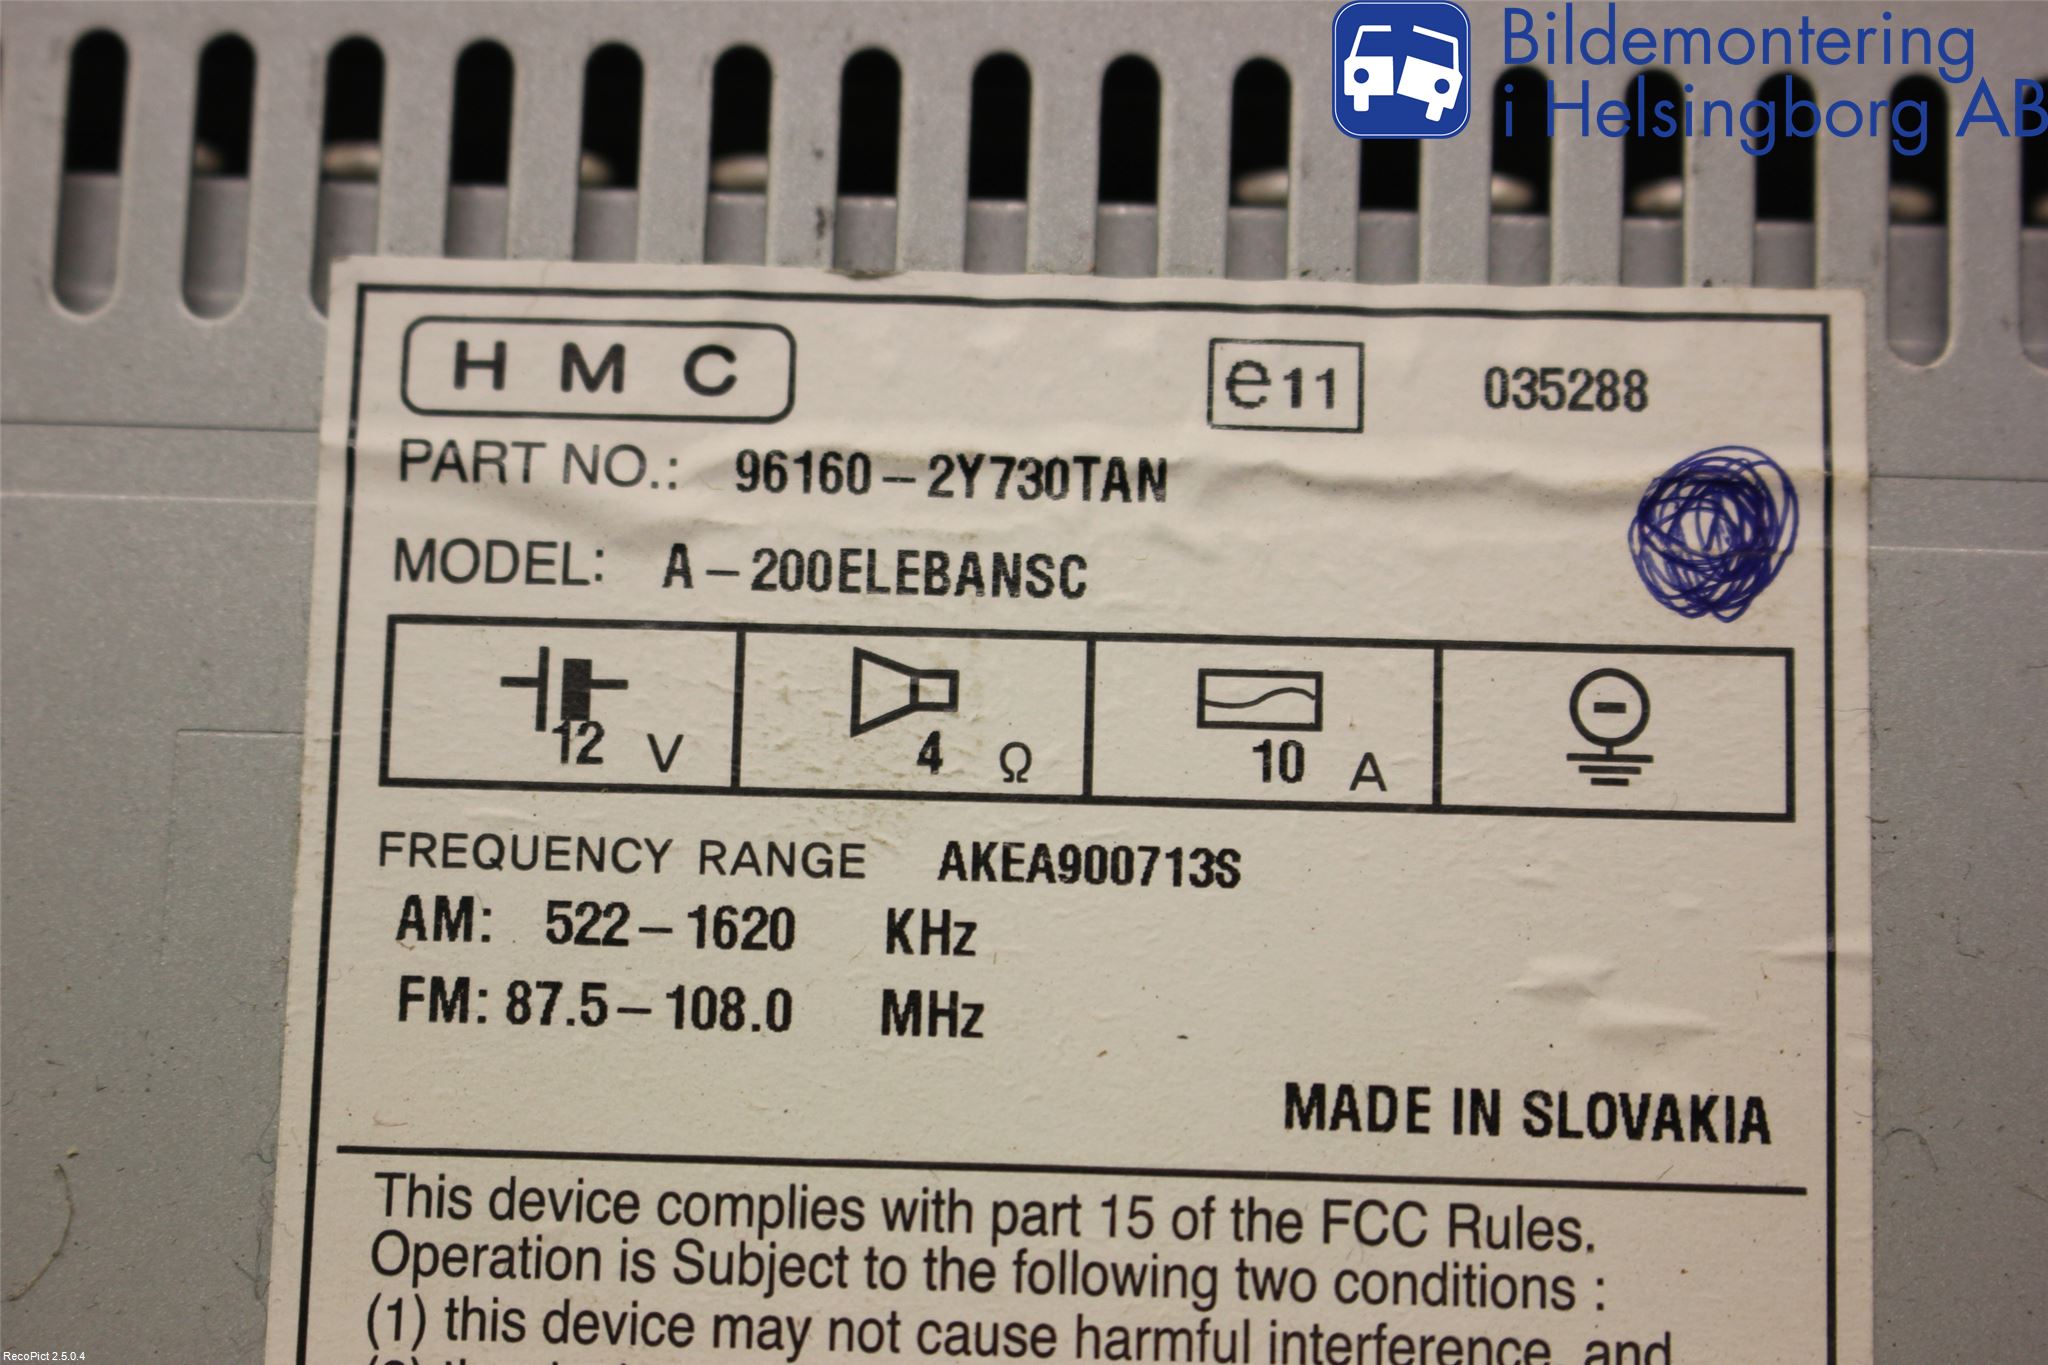 Bildemontering
i Helsingborg AB
HMC e11 035288
PART NO.: 96160-2Y730TAN
MODEL: A-200ELEBANSC
12 V 4 Ω 10 A
FREQUENCY RANGE AKEA900713S
AM: 522-1620 KHz
FM: 87.5-108.0 MHz
MADE IN SLOVAKIA
This device complies with part 15 of the FCC Rules.
Operation is Subject to the following two conditions :
(1) this device may not cause harmful interference, and
RecoPict 2.5.0.4